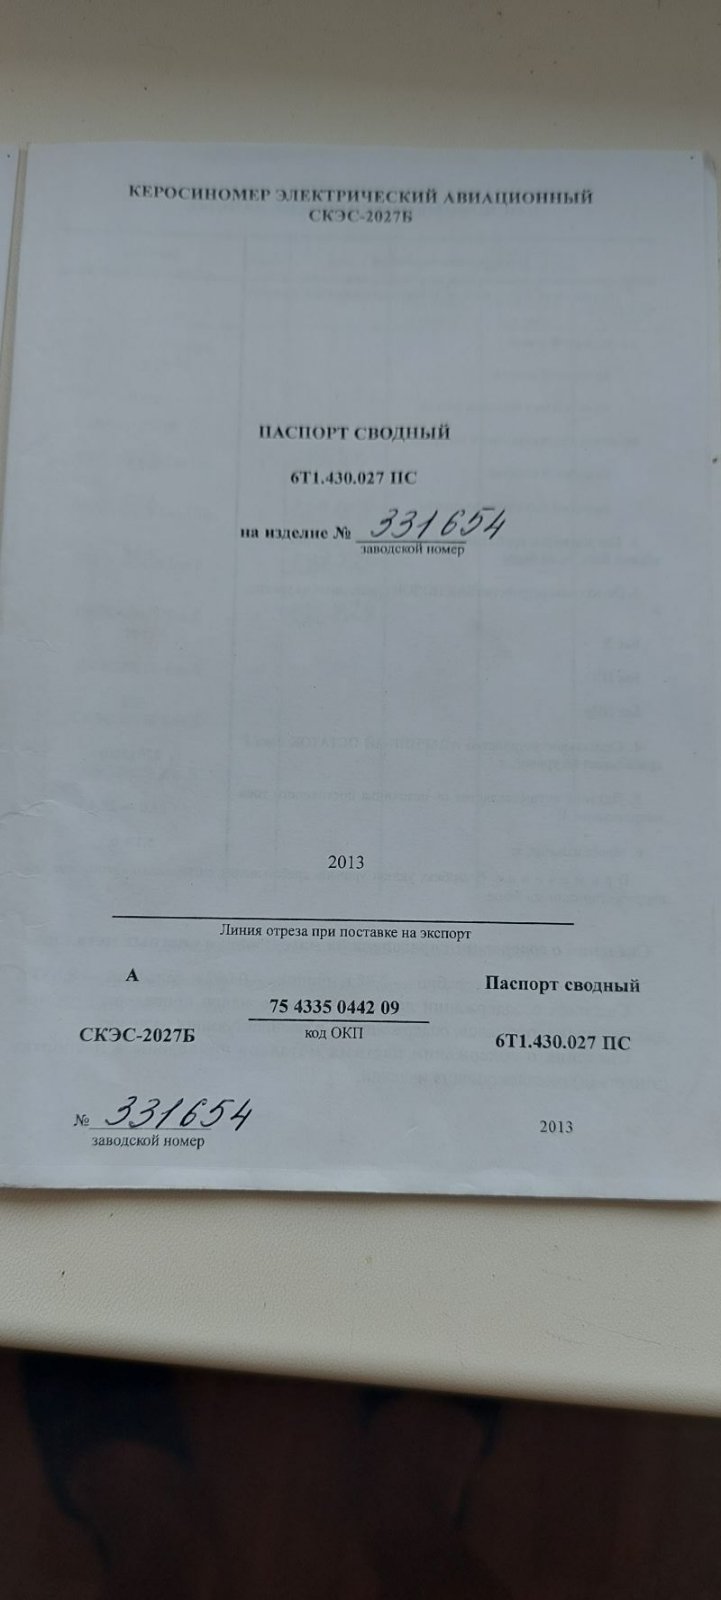 КЕРОСИНОМЕР ЭЛЕКТРИЧЕСКИЙ АВИАЦИОННЫЙ
СКЭС-2027Б
ПАСПОРТ СВОДНЫЙ
6Т1.430.027 ПС
на изделие № 331654
заводской номер
2013
Линия отреза при поставке на экспорт
А
Паспорт сводный
75 4335 0442 09
СКЭС-2027Б
код ОКП
6Т1.430.027 ПС
№ 331654
2013
заводской номер